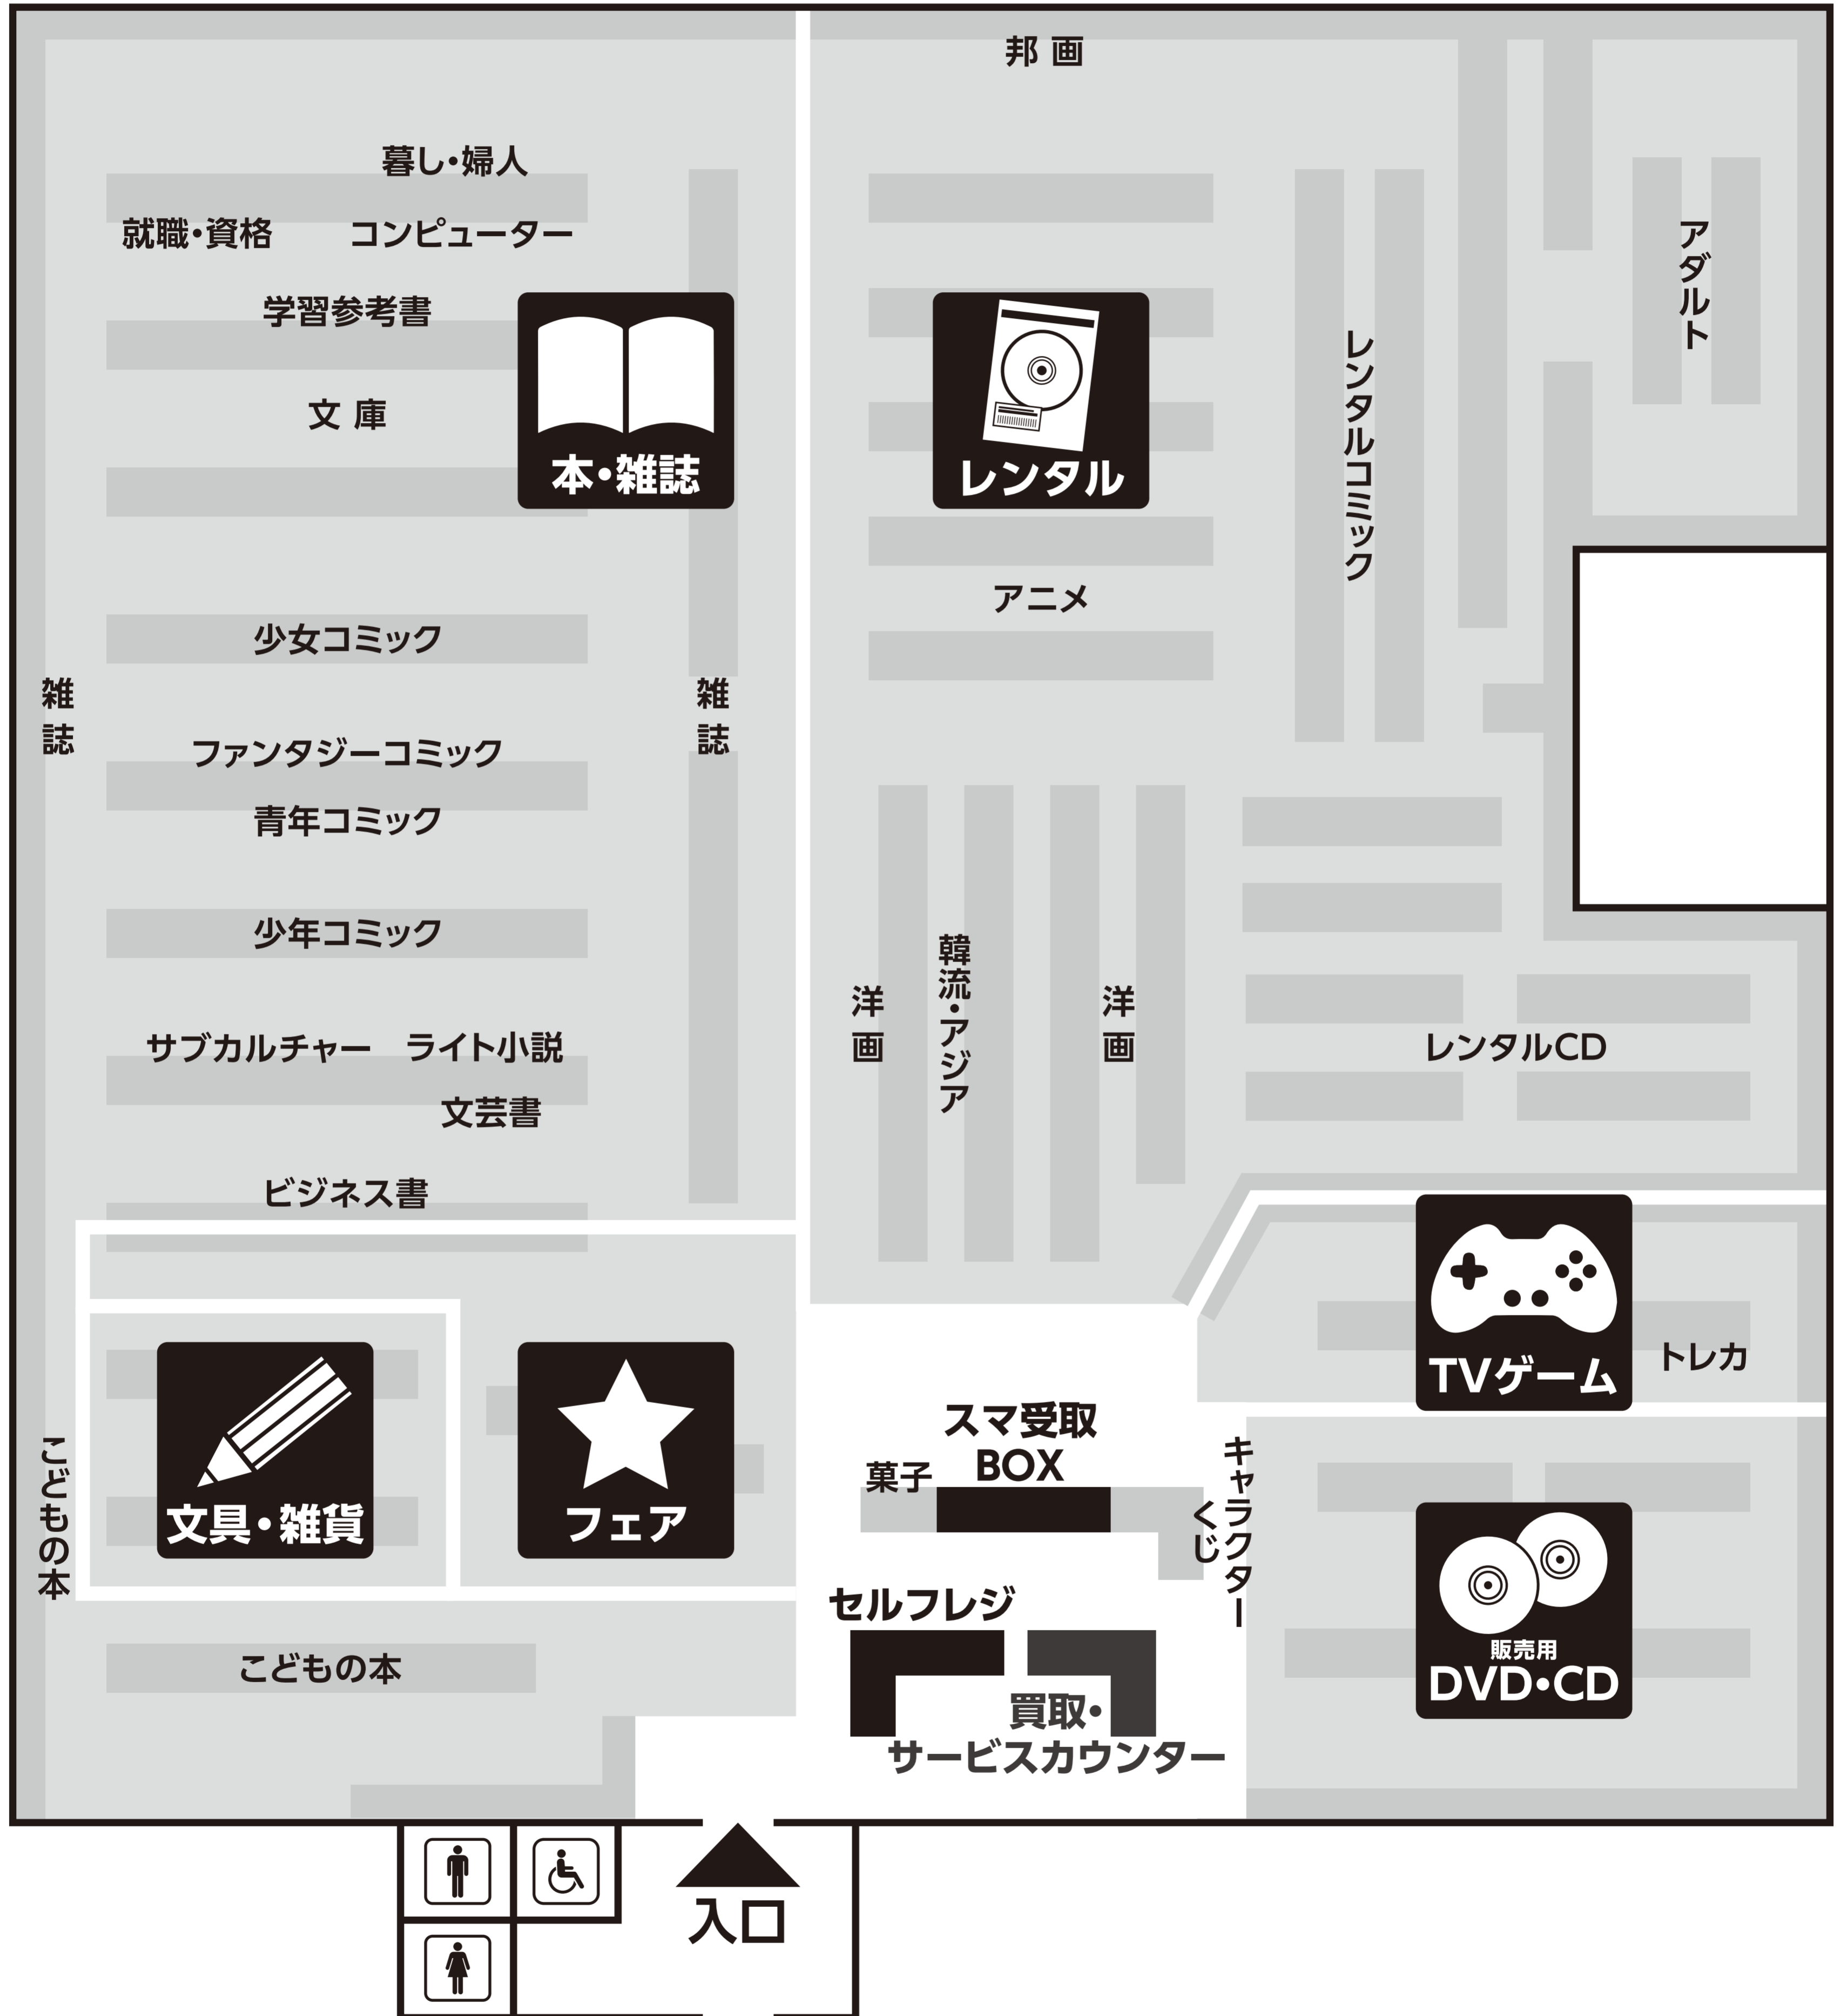 邦画
暮し・婦人
就職・資格
コンピューター
学習参考書
文庫
本・雑誌
レンタル
レンタルコミック
アダルト
アニメ
少女コミック
雑誌
雑誌
ファンタジーコミック
青年コミック
少年コミック
洋画
韓流・アジア
洋画
サブカルチャー
ライト小説
レンタルCD
文芸書
ビジネス書
TVゲーム
トレカ
文具・雑貨
フェア
スマ受取
BOX
菓子
くじ
キャラクター
こどもの本
セルフレジ
こどもの本
買取・
サービスカウンター
販売用
DVD・CD
入口